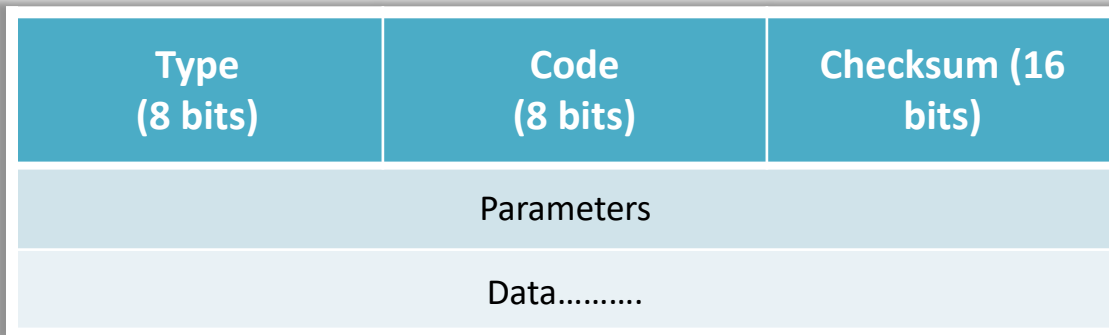 Type
(8 bits)
Code
(8 bits)
Checksum (16
bits)
Parameters
Data……….